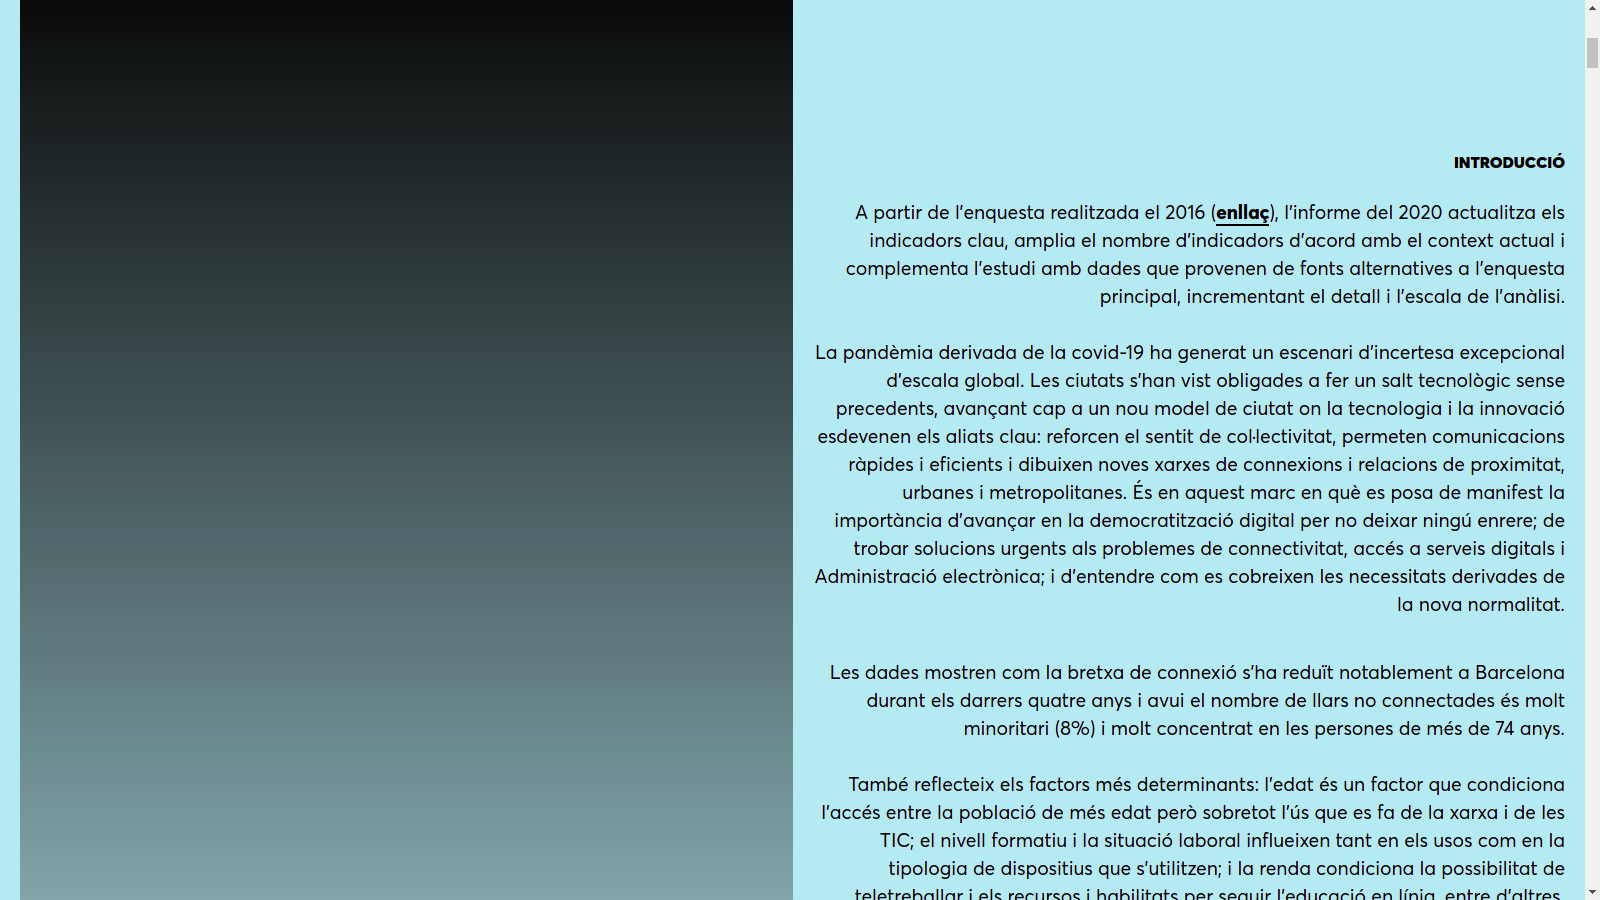 INTRODUCCIÓ
A partir de l'enquesta realitzada el 2016 (enllaç), l'informe del 2020 actualitza els
indicadors clau, amplia el nombre d'indicadors d'acord amb el context actual i
complementa l'estudi amb dades que provenen de fonts alternatives a l'enquesta
principal, incrementant el detall i l'escala de l'anàlisi.
La pandèmia derivada de la covid-19 ha generat un escenari d'incertesa excepcional
d'escala global. Les ciutats s'han vist obligades a fer un salt tecnològic sense
precedents, avançant cap a un nou model de ciutat on la tecnologia i la innovació
esdevenen els aliats clau: reforcen el sentit de col·lectivitat, permeten comunicacions
ràpides i eficients i dibuixen noves xarxes de connexions i relacions de proximitat,
urbanes i metropolitanes. És en aquest marc en què es posa de manifest la
importància d'avançar en la democratització digital per no deixar ningú enrere; de
trobar solucions urgents als problemes de connectivitat, accés a serveis digitals i
Administració electrònica; i d'entendre com es cobreixen les necessitats derivades de
la nova normalitat.
Les dades mostren com la bretxa de connexió s'ha reduït notablement a Barcelona
durant els darrers quatre anys i avui el nombre de llars no connectades és molt
minoritari (8%) i molt concentrat en les persones de més de 74 anys.
També reflecteix els factors més determinants: l'edat és un factor que condiciona
l'accés entre la població de més edat però sobretot l'ús que es fa de la xarxa i de les
TIC; el nivell formatiu i la situació laboral influeixen tant en els usos com en la
tipologia de dispositius que s'utilitzen; i la renda condiciona la possibilitat de
teletreballar i els recursos i habilitats per seguir l'educació en línia, entre d'altres.